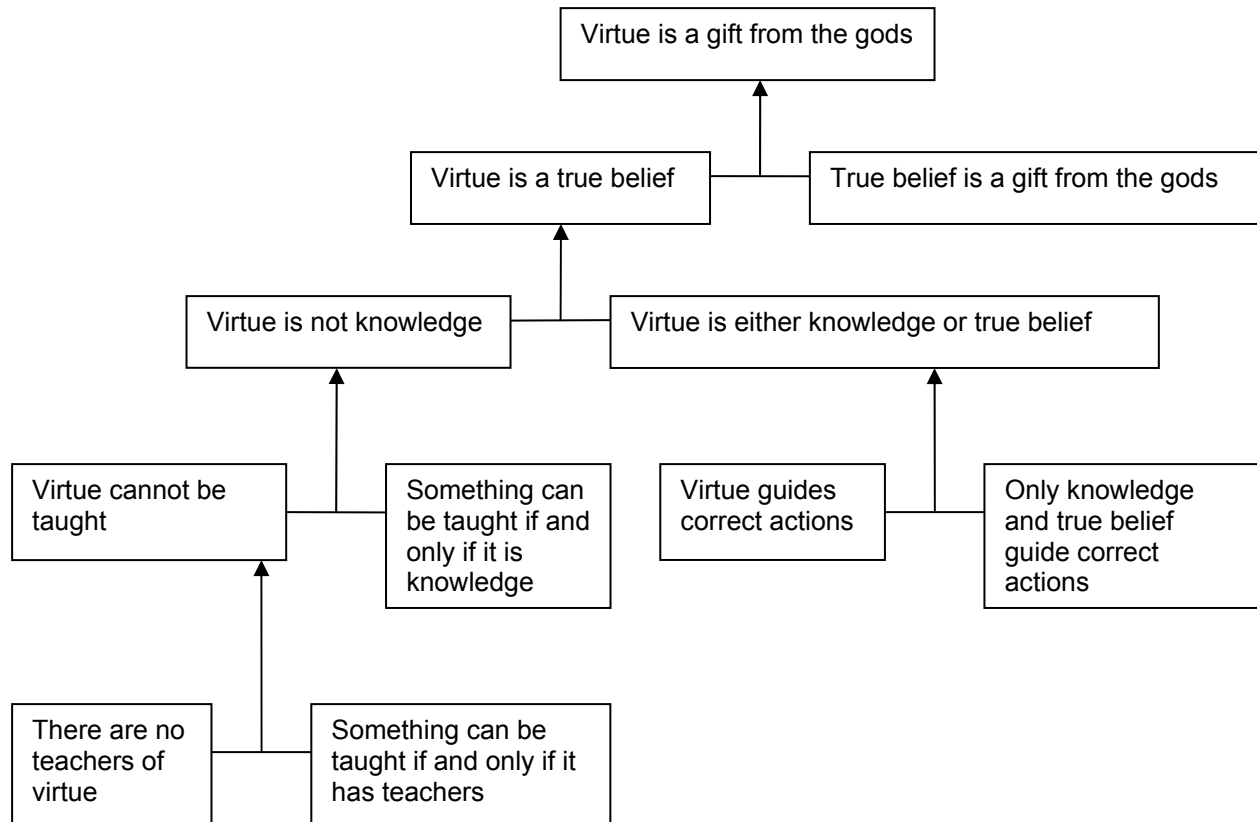 Virtue is a gift from the gods
Virtue is a true belief
True belief is a gift from the gods
Virtue is not knowledge
Virtue is either knowledge or true belief
Virtue cannot be
taught
Something can
be taught if and
only if it is
knowledge
Virtue guides
correct actions
Only knowledge
and true belief
guide correct
actions
There are no
teachers of
virtue
Something can be
taught if and only if it
has teachers